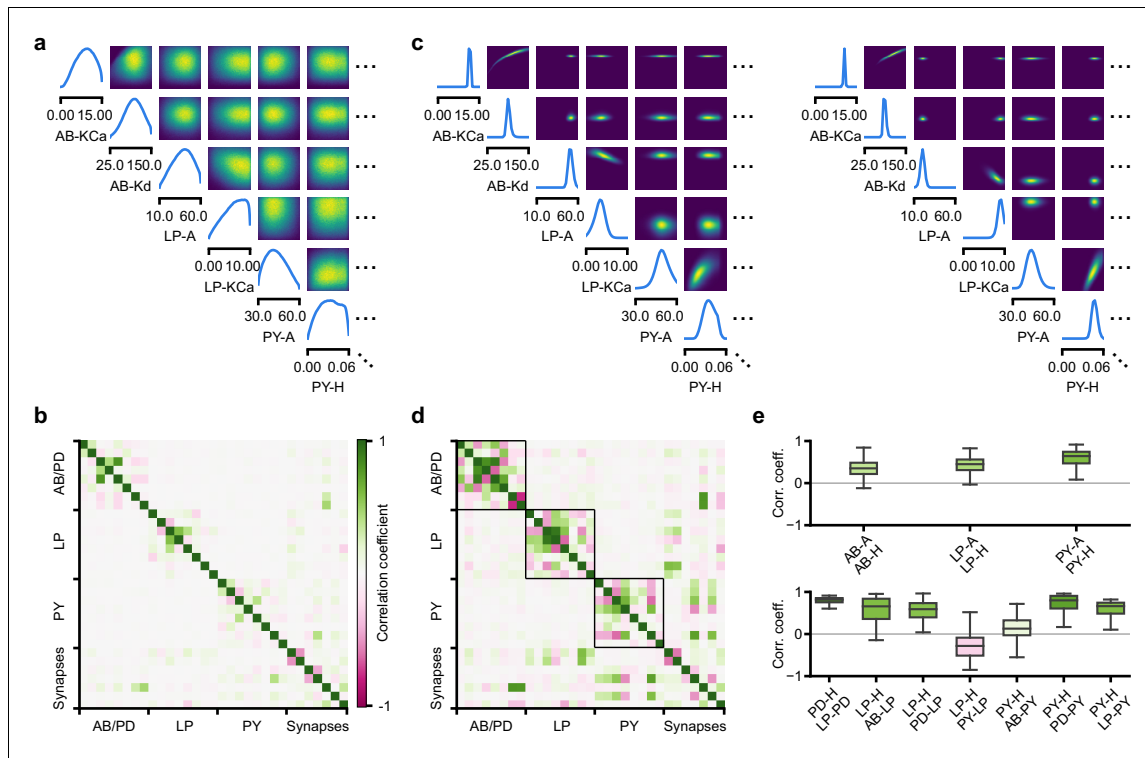 a
...
0.00 15.00
AB-KCa
...
25.0 150.0
AB-Kd
...
10.0 60.0
LP-A
...
0.00 10.00
LP-KCa
...
30.0 60.0
PY-A
...
0.00 0.06
PY-H
...
c
...
0.00 15.00
AB-KCa
...
25.0 150.0
AB-Kd
...
10.0 60.0
LP-A
...
0.00 10.00
LP-KCa
...
30.0 60.0
PY-A
...
0.00 0.06
PY-H
...
...
0.00 15.00
AB-KCa
...
25.0 150.0
AB-Kd
...
10.0 60.0
LP-A
...
0.00 10.00
LP-KCa
...
30.0 60.0
PY-A
...
0.00 0.06
PY-H
...
b
AB/PD
LP
PY
Synapses
AB/PD LP PY Synapses
1
Correlation coefficient
-1
d
AB/PD
LP
PY
Synapses
AB/PD LP PY Synapses
e
Corr. coeff.
1
0
−1
AB-A
AB-H
LP-A
LP-H
PY-A
PY-H
Corr. coeff.
1
0
−1
PD-H
LP-PD
LP-H
AB-LP
LP-H
PD-LP
LP-H
PY-LP
PY-H
AB-PY
PY-H
PD-PY
PY-H
LP-PY